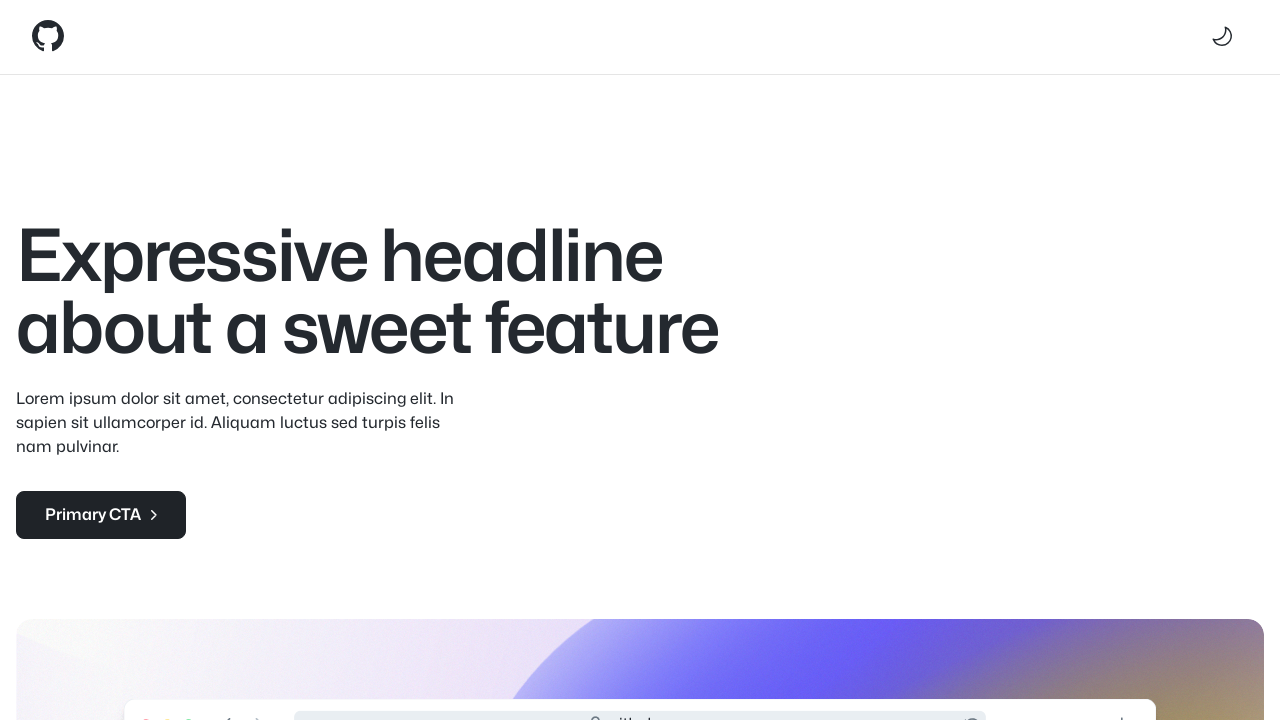 Expressive headline
about a sweet feature
Lorem ipsum dolor sit amet, consectetur adipiscing elit. In
sapien sit ullamcorper id. Aliquam luctus sed turpis felis
nam pulvinar.
Primary CTA